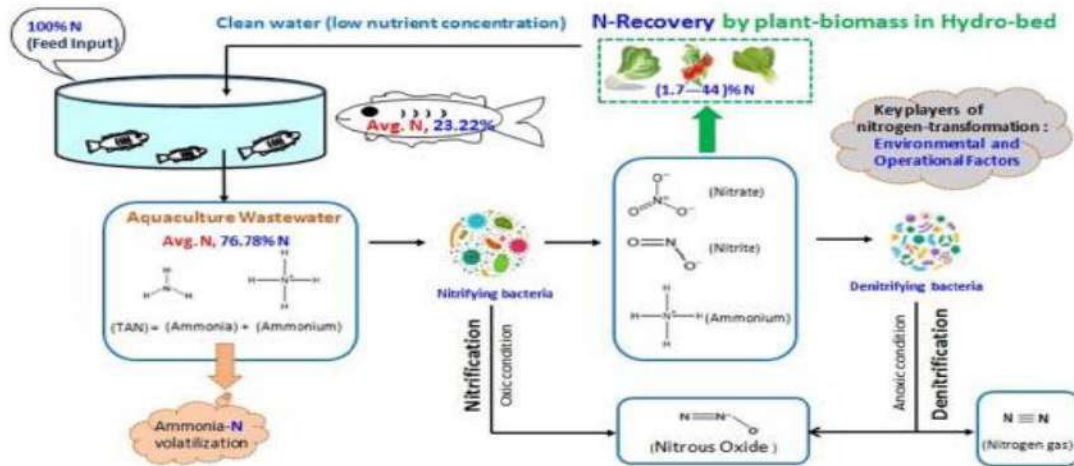 100% N
(Feed Input)
Clean water (low nutrient concentration)
N-Recovery by plant-biomass in Hydro-bed
(1.7—44)% N
Avg. N, 23.22%
Key players of
nitrogen-transformation :
Environmental and
Operational Factors
Aquaculture Wastewater
Avg. N, 76.78% N
H
N
H H
H
H N+ H
H
(TAN) = (Ammonia) + (Ammonium)
Ammonia-N
volatilization
Nitrifying bacteria
Nitrification
Oxic condition
O-
N+
O O-
(Nitrate)
O N
O-
(Nitrite)
H
H N+ H
H
(Ammonium)
Denitrifying bacteria
Anoxic condition
Denitrification
N N
O
(Nitrous Oxide )
N N
(Nitrogen gas)